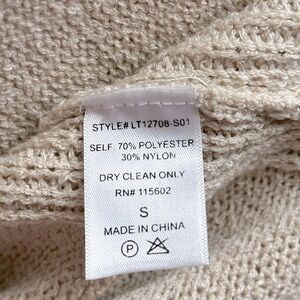 STYLE# LT12708-S01
SELF: 70% POLYESTER
30% NYLON
DRY CLEAN ONLY
RN# 115602
S
MADE IN CHINA
P